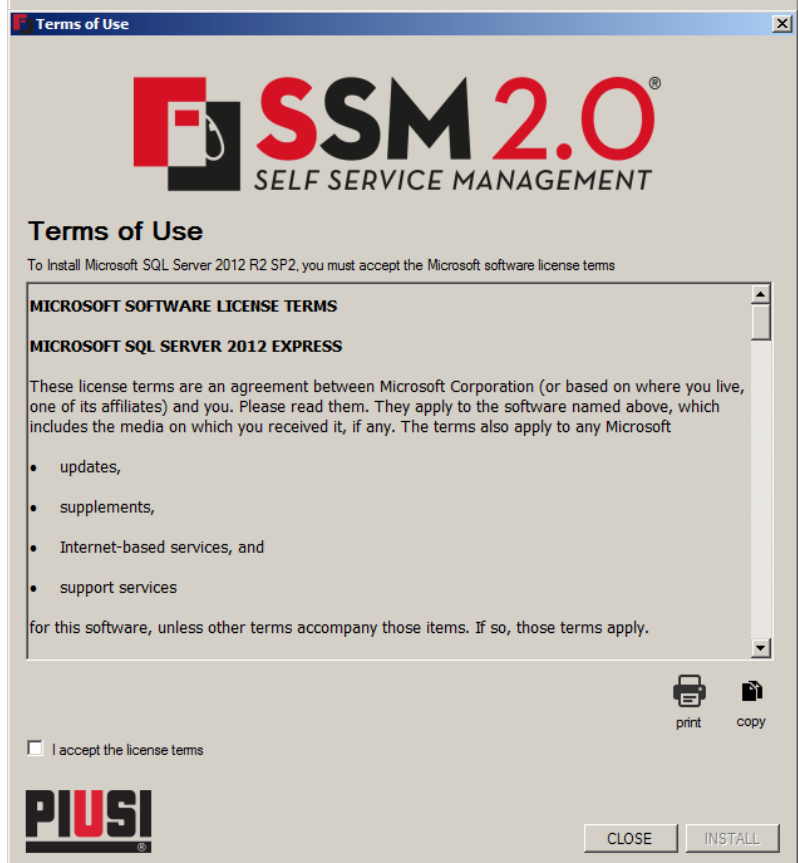 Terms of Use
SSM 2.0®
SELF SERVICE MANAGEMENT
Terms of Use
To Install Microsoft SQL Server 2012 R2 SP2, you must accept the Microsoft software license terms
MICROSOFT SOFTWARE LICENSE TERMS
MICROSOFT SQL SERVER 2012 EXPRESS
These license terms are an agreement between Microsoft Corporation (or based on where you live,
one of its affiliates) and you. Please read them. They apply to the software named above, which
includes the media on which you received it, if any. The terms also apply to any Microsoft
• updates,
• supplements,
• Internet-based services, and
• support services
for this software, unless other terms accompany those items. If so, those terms apply.
print copy
I accept the license terms
PIUSI®
CLOSE INSTALL